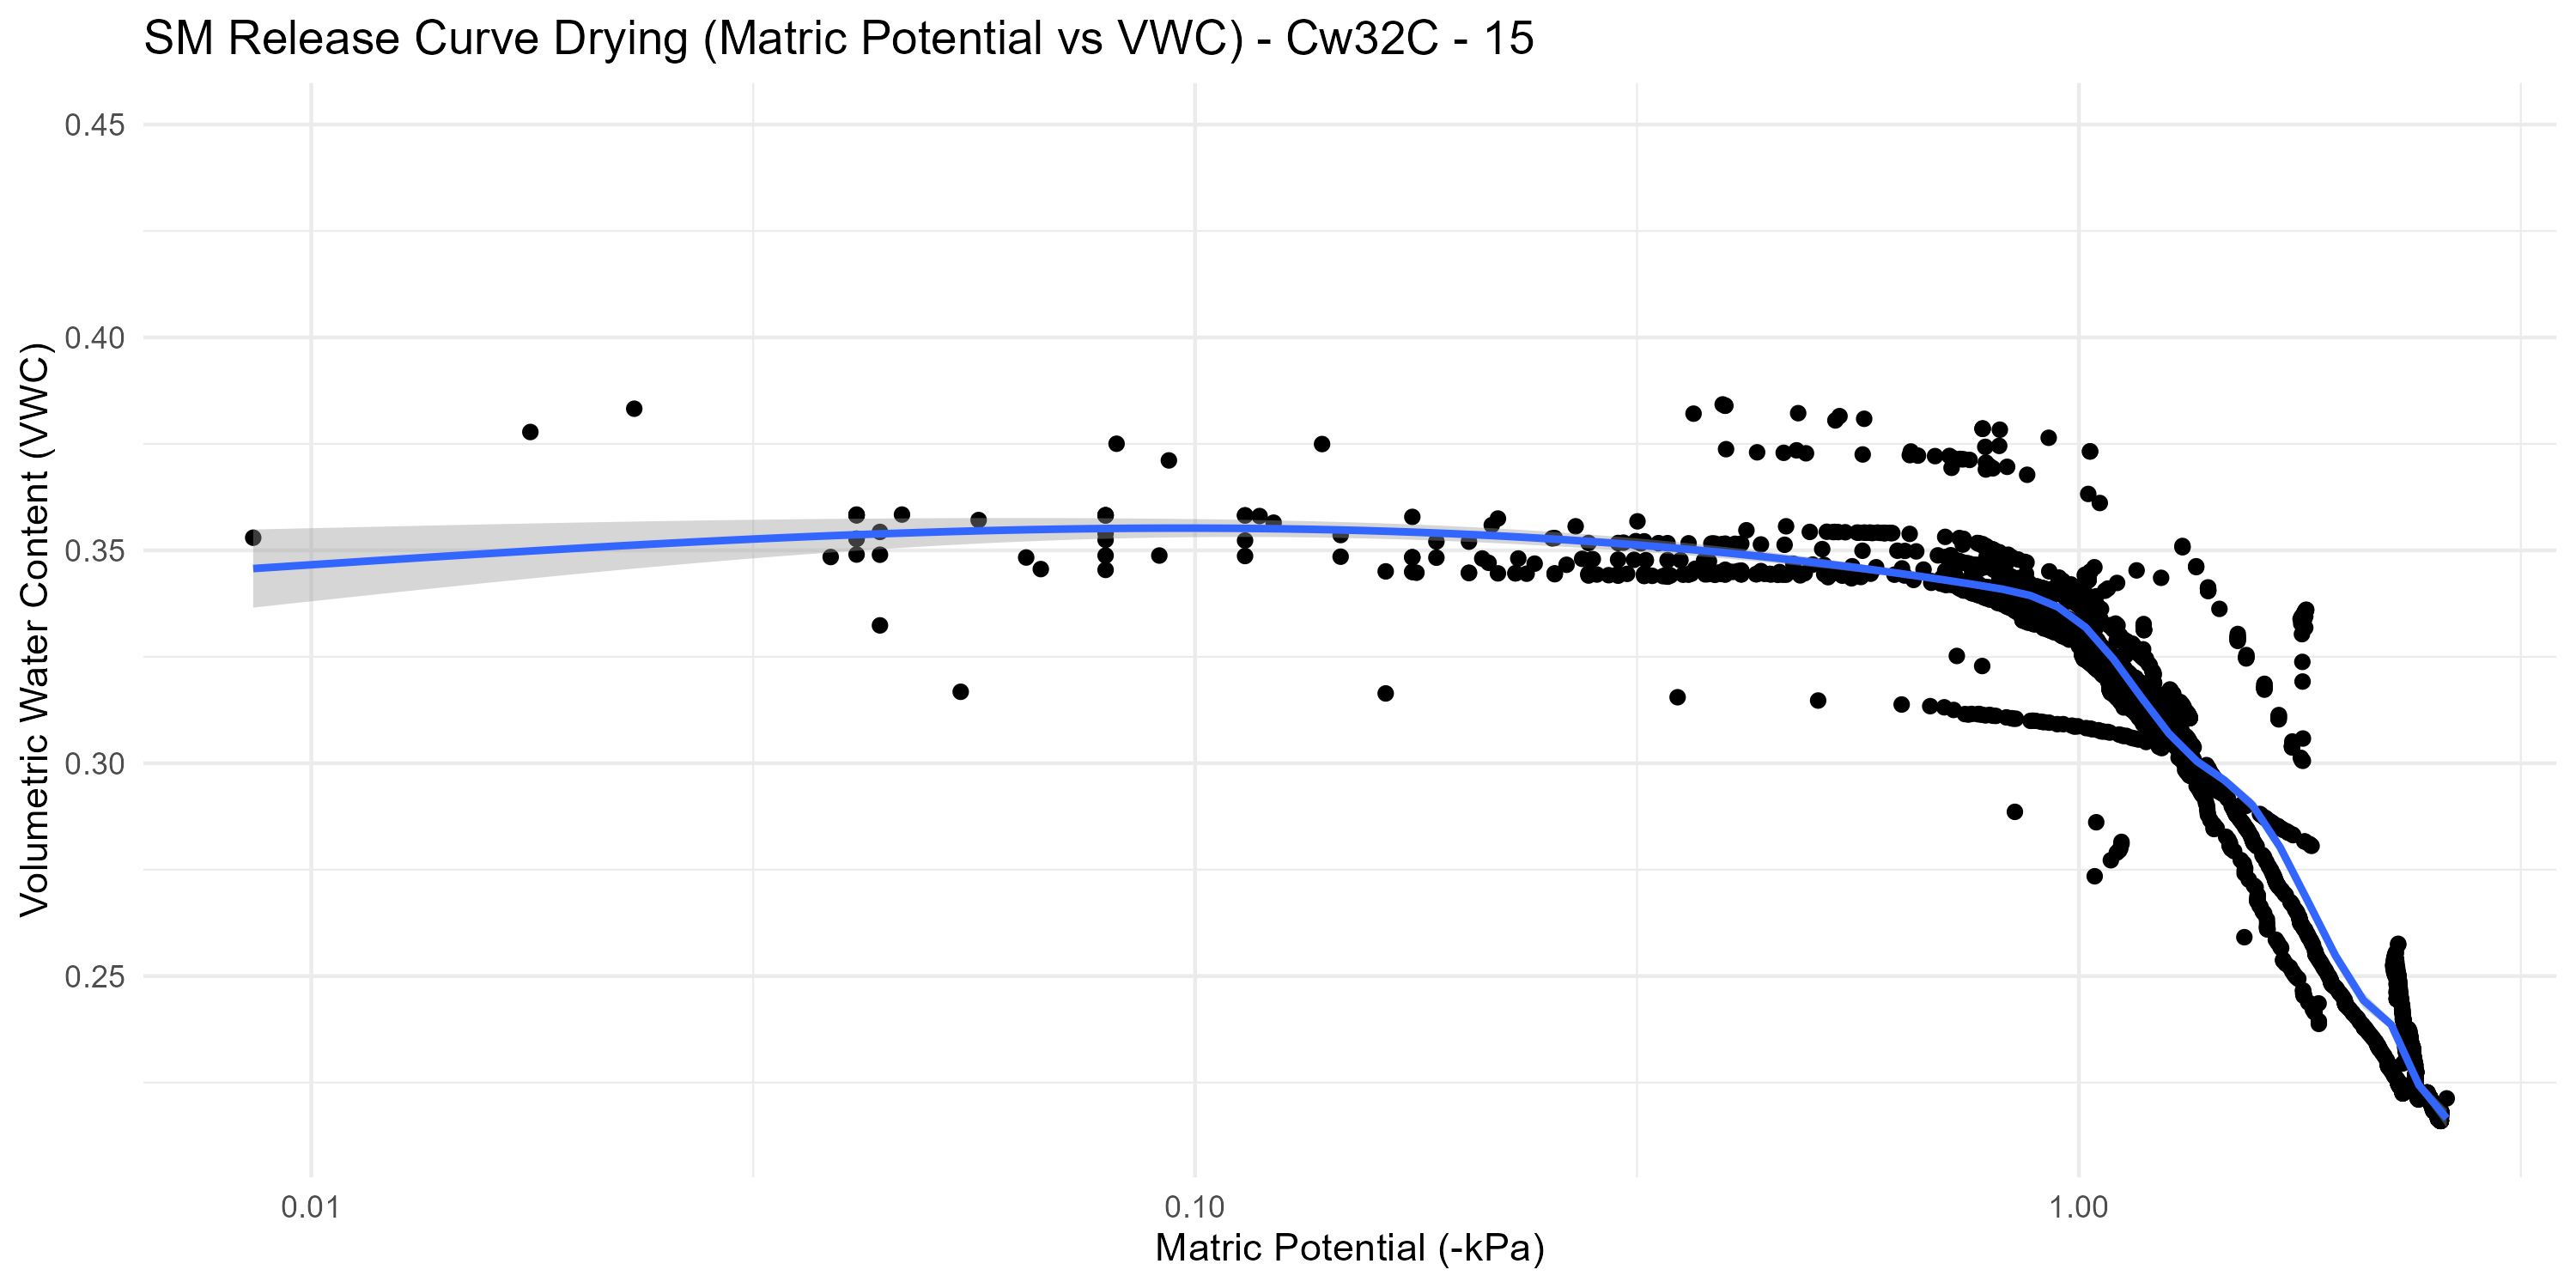 SM Release Curve Drying (Matric Potential vs VWC) - Cw32C - 15
Volumetric Water Content (VWC)
0.45
0.40
0.35
0.30
0.25
0.01
0.10
1.00
Matric Potential (-kPa)